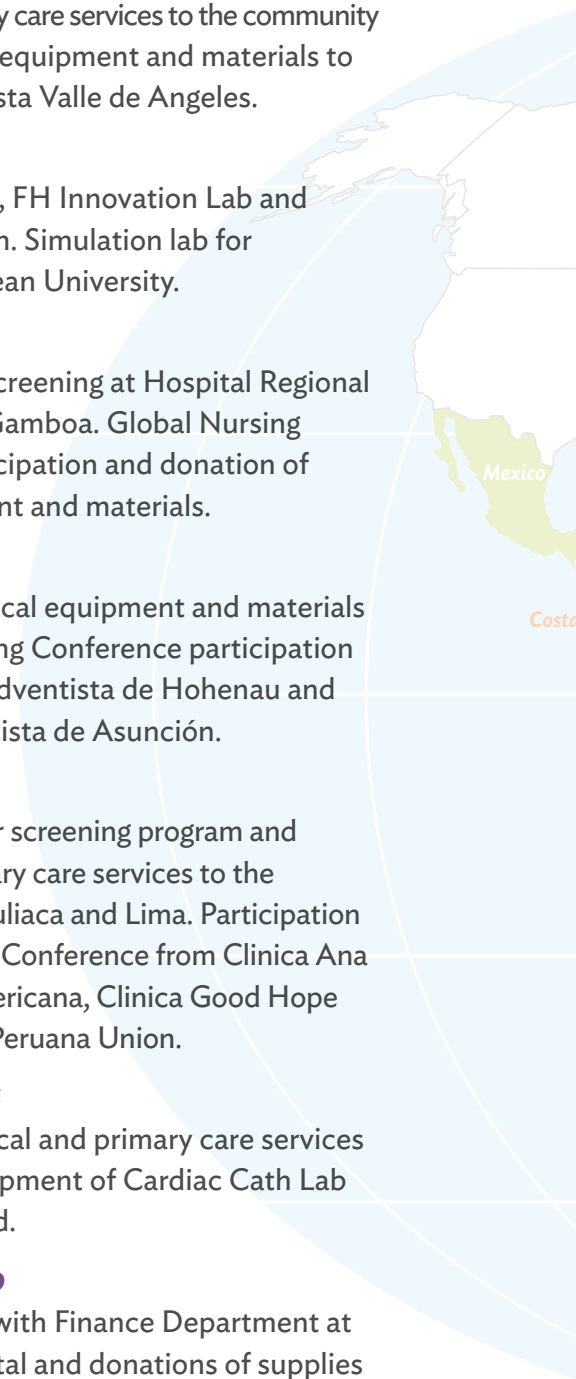 y care services to the community
equipment and materials to
sta Valle de Angeles.
, FH Innovation Lab and
n. Simulation lab for
ean University.
creening at Hospital Regional
Gamboa. Global Nursing
cipation and donation of
nt and materials.
Mexico
ical equipment and materials
Costa
ng Conference participation
dventista de Hohenau and
tista de Asunción.
r screening program and
ary care services to the
uliaca and Lima. Participation
Conference from Clinica Ana
ericana, Clinica Good Hope
Peruana Union.
ical and primary care services
pment of Cardiac Cath Lab
d.
with Finance Department at
tal and donations of supplies